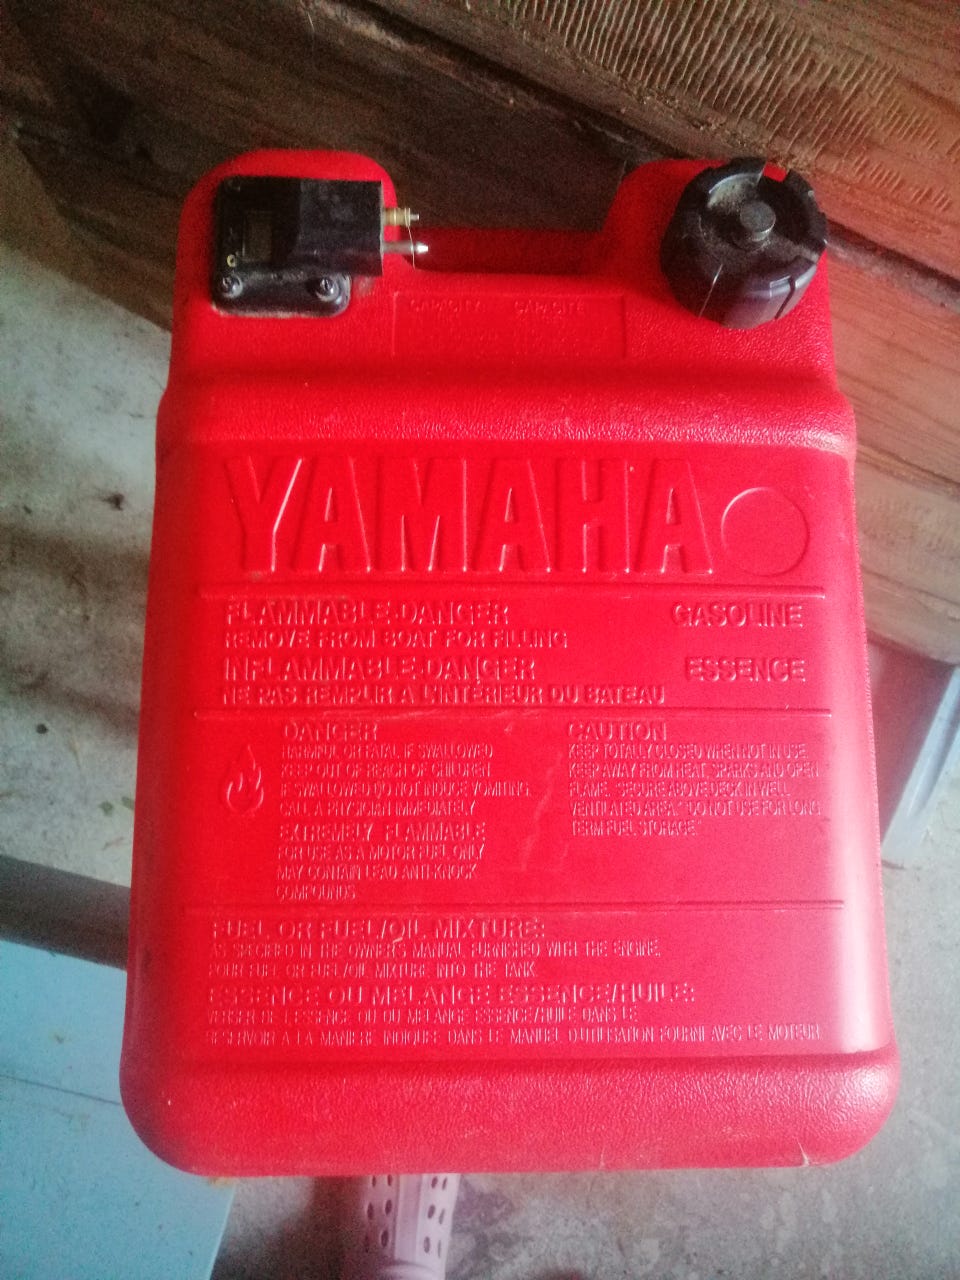 CAPACITY CAPACITE
YAMAHA
FLAMMABLE-DANGER GASOLINE
REMOVE FROM BOAT FOR FILLING
INFLAMMABLE-DANGER ESSENCE
NE PAS REMPLIR A L'INTÉRIEUR DU BATEAU
DANGER
HARMFUL OR FATAL IF SWALLOWED
KEEP OUT OF REACH OF CHILDREN
IF SWALLOWED DO NOT INDUCE VOMITING.
CALL A PHYSICIAN IMMEDIATELY
EXTREMELY FLAMMABLE
FOR USE AS A MOTOR FUEL ONLY
MAY CONTAIN LEAD ANTI-KNOCK
COMPOUNDS
CAUTION
KEEP TOTALLY CLOSED WHEN NOT IN USE
KEEP AWAY FROM HEAT, SPARKS AND OPEN
FLAME. "SECURE ABOVE DECK IN WELL
VENTILATED AREA." "DO NOT USE FOR LONG
TERM FUEL STORAGE."
FUEL OR FUEL/OIL MIXTURE:
AS SPECIFIED IN THE OWNER'S MANUAL FURNISHED WITH THE ENGINE.
POUR FUEL OR FUEL/OIL MIXTURE INTO THE TANK.
ESSENCE OU MELANGE ESSENCE/HUILE:
VERSER DE L'ESSENCE OU DU MELANGE ESSENCE/HUILE DANS LE
RESERVOIR A LA MANIERE INDIQUEE DANS LE MANUEL D'UTILISATION FOURNI AVEC LE MOTEUR